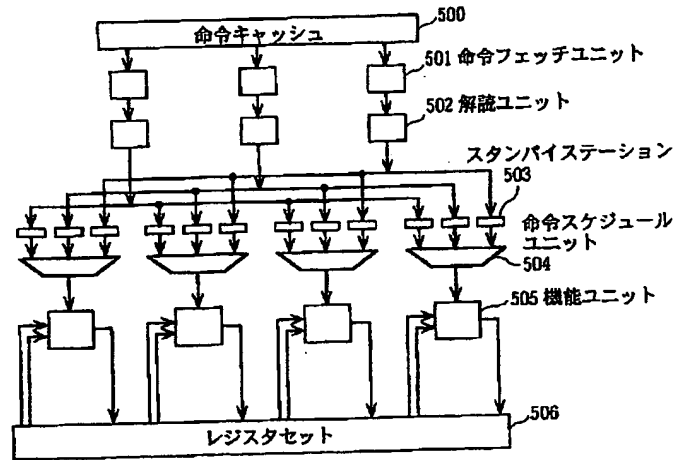 500
命令キャッシュ
501 命令フェッチユニット
502 解読ユニット
スタンバイステーション
503
命令スケジュール
ユニット
504
505 機能ユニット
506
レジスタセット